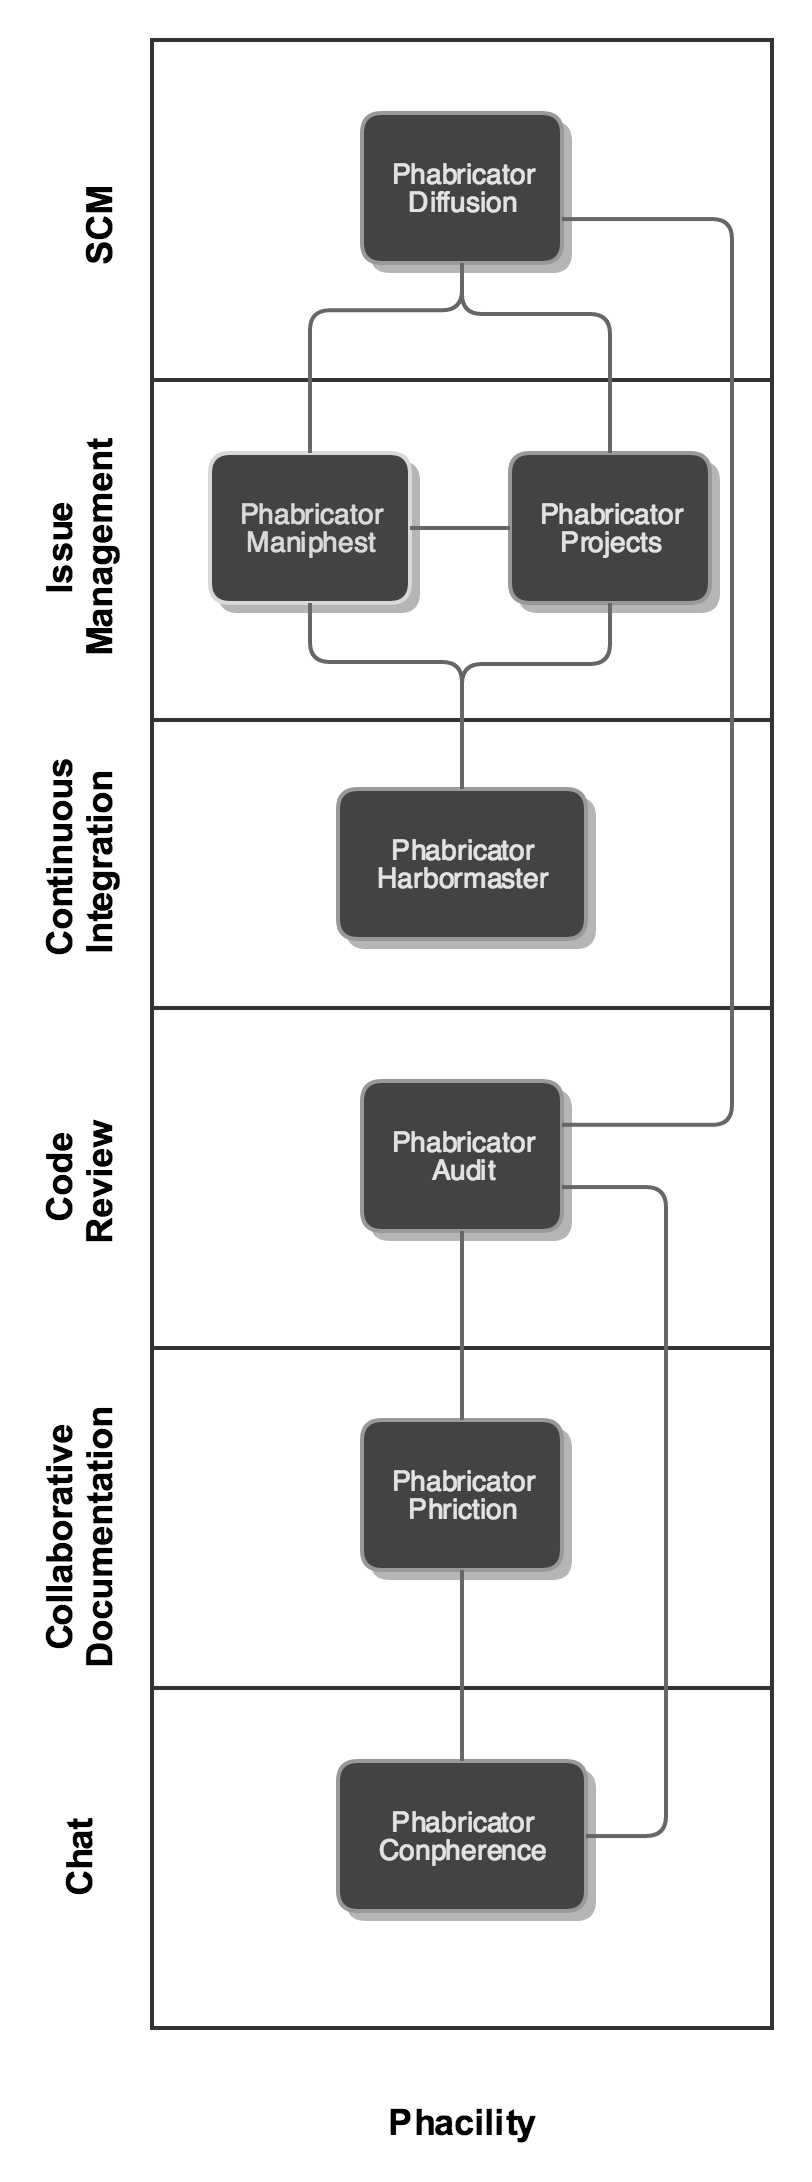 SCM
Phabricator
Diffusion
Issue
Management
Phabricator
Maniphest
Phabricator
Projects
Continuous
Integration
Phabricator
Harbormaster
Code
Review
Phabricator
Audit
Collaborative
Documentation
Phabricator
Phriction
Chat
Phabricator
Conpherence
Phacility